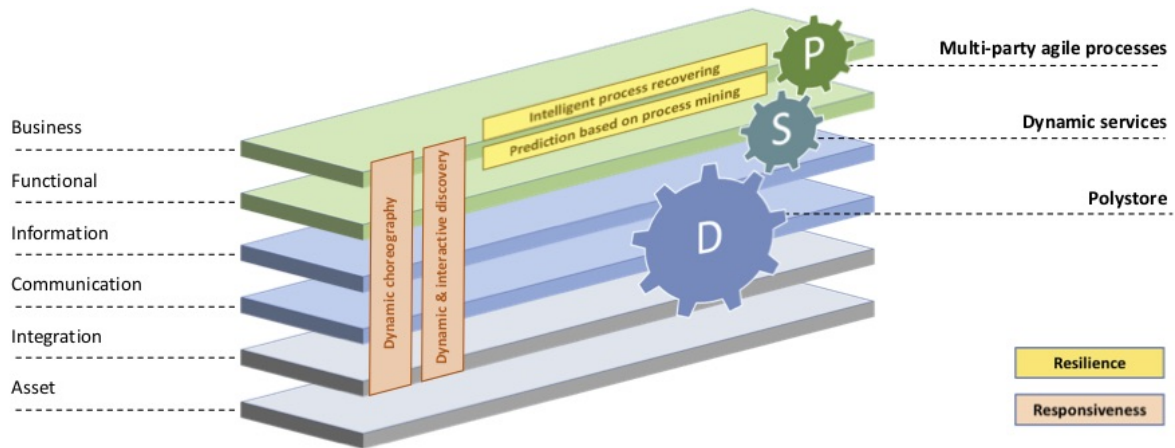 Business
Functional
Information
Communication
Integration
Asset
Dynamic choreography
Dynamic & interactive discovery
Intelligent process recovering
Prediction based on process mining
P
S
D
Multi-party agile processes
Dynamic services
Polystore
Resilience
Responsiveness